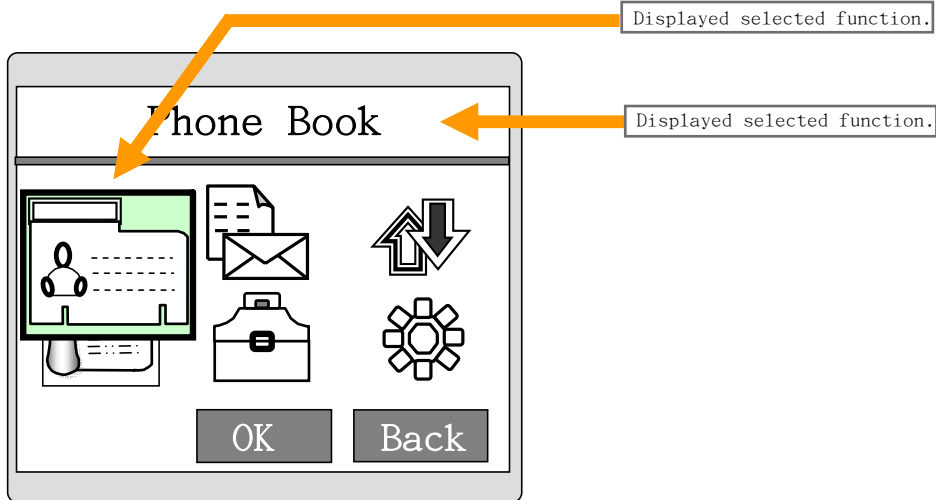 Displayed selected function.
Phone Book
Displayed selected function.
OK
Back